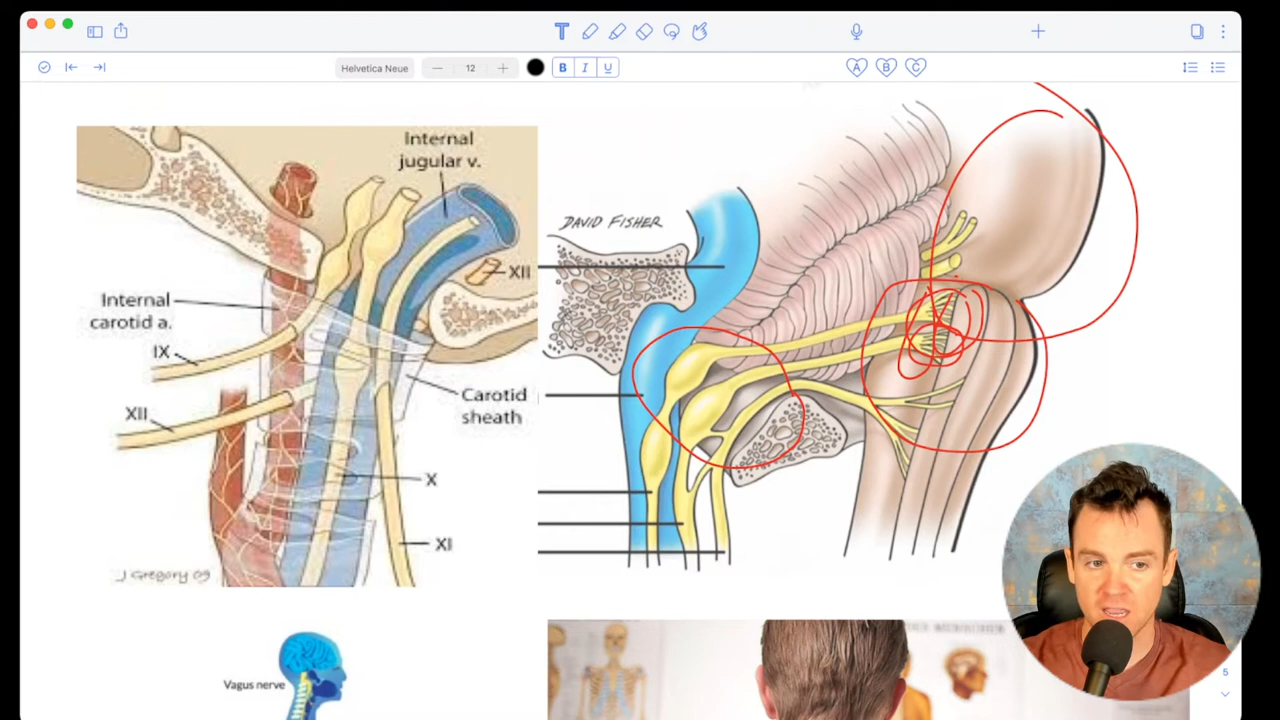 Helvetica Neue
12
B
I
U
A
B
C
Internal
jugular v.
XII
Internal
carotid a.
IX
XII
Carotid
sheath
X
XI
J Gregory 09
DAVID FISHER
Vagus nerve
5